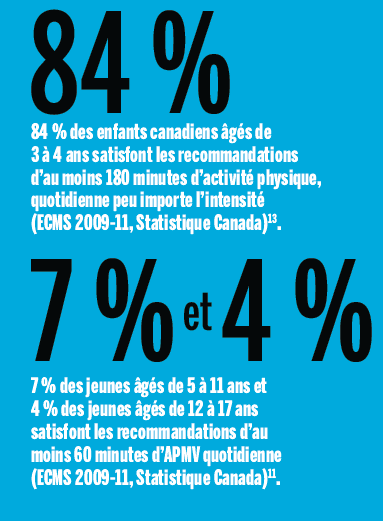 84 %
84 % des enfants canadiens âgés de
3 à 4 ans satisfont les recommandations
d’au moins 180 minutes d’activité physique,
quotidienne peu importe l’intensité
(ECMS 2009-11, Statistique Canada)¹³.
7 % et 4 %
7 % des jeunes âgés de 5 à 11 ans et
4 % des jeunes âgés de 12 à 17 ans
satisfont les recommandations d’au
moins 60 minutes d’APMV quotidienne
(ECMS 2009-11, Statistique Canada)¹¹.